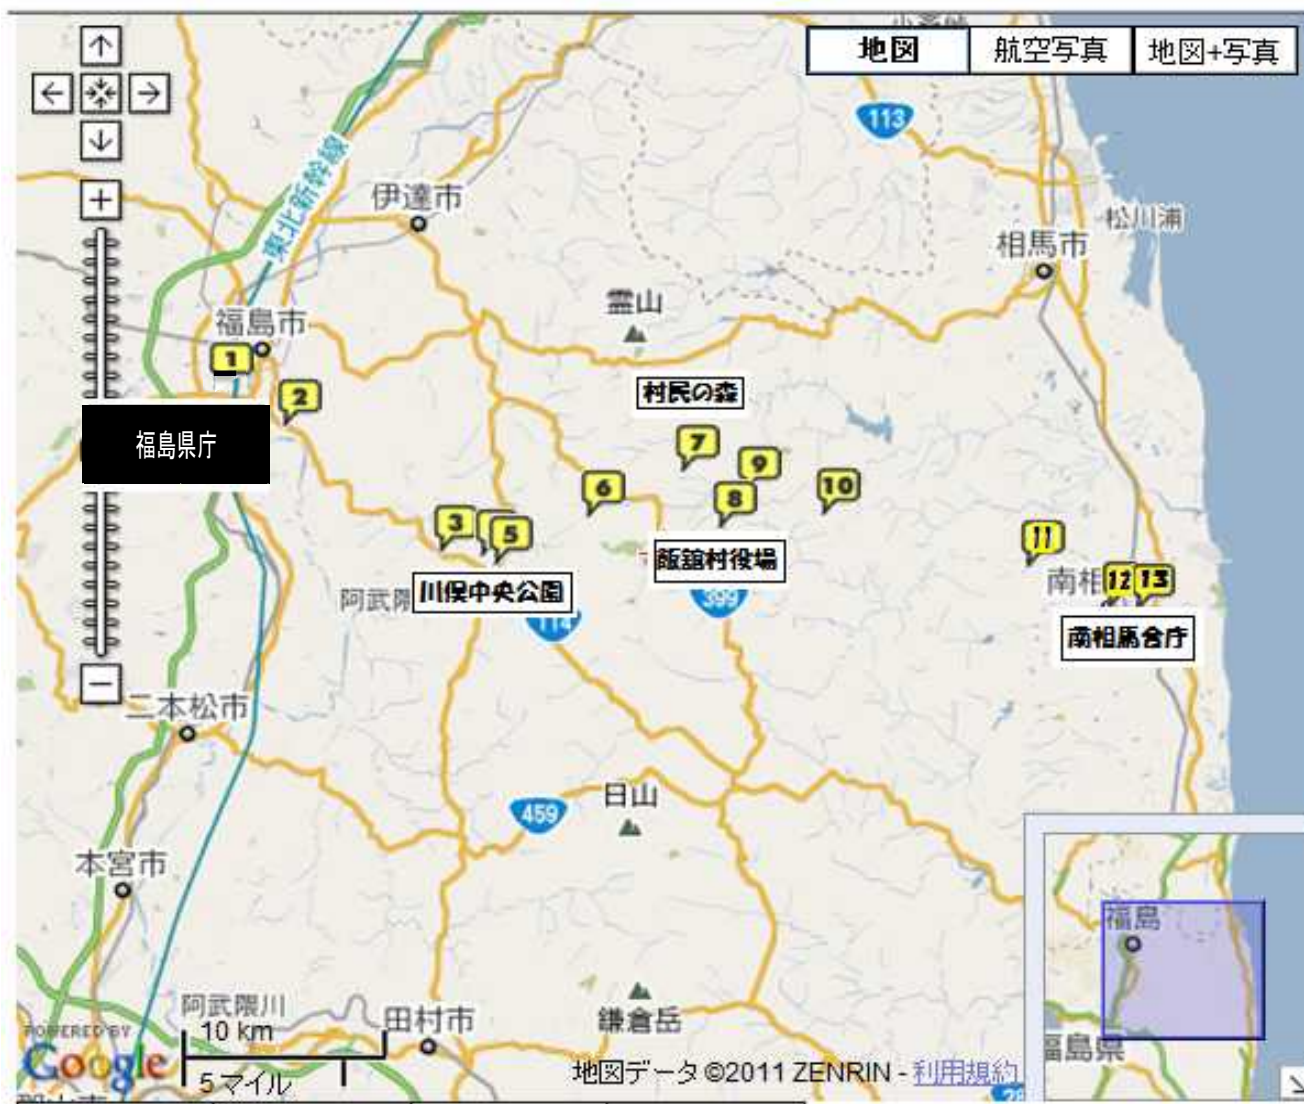 地図
航空写真
地図+写真
113
東北新幹線
伊達市
松川浦
相馬市
霊山
福島市
1
村民の森
2
福島県庁
7
9
6
8
10
3
5
11
飯舘村役場
南相
12
13
川俣中央公園
399
114
南相馬合庁
二本松市
日山
459
本宮市
福島
阿武隈川
10 km
田村市
鎌倉岳
福島県
POWERED BY
Google
5 マイル
地図データ ©2011 ZENRIN - 利用規約